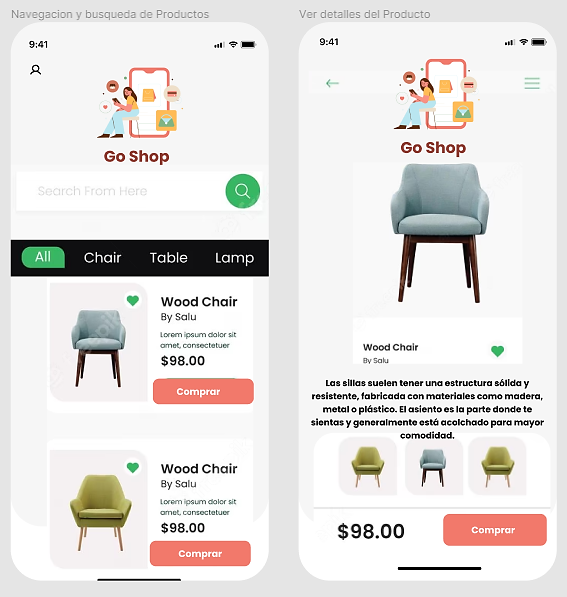 Navegacion y busqueda de Productos
9:41
Go Shop
Search From Here
All Chair Table Lamp
Wood Chair
By Salu
Lorem ipsum dolor sit
amet, consectetuer
$98.00
Comprar
Wood Chair
By Salu
Lorem ipsum dolor sit
amet, consectetuer
$98.00
Comprar
Ver detalles del Producto
9:41
Go Shop
Wood Chair
By Salu
Las sillas suelen tener una estructura sólida y
resistente, fabricada con materiales como madera,
metal o plástico. El asiento es la parte donde te
sientas y generalmente está acolchado para mayor
comodidad.
$98.00
Comprar